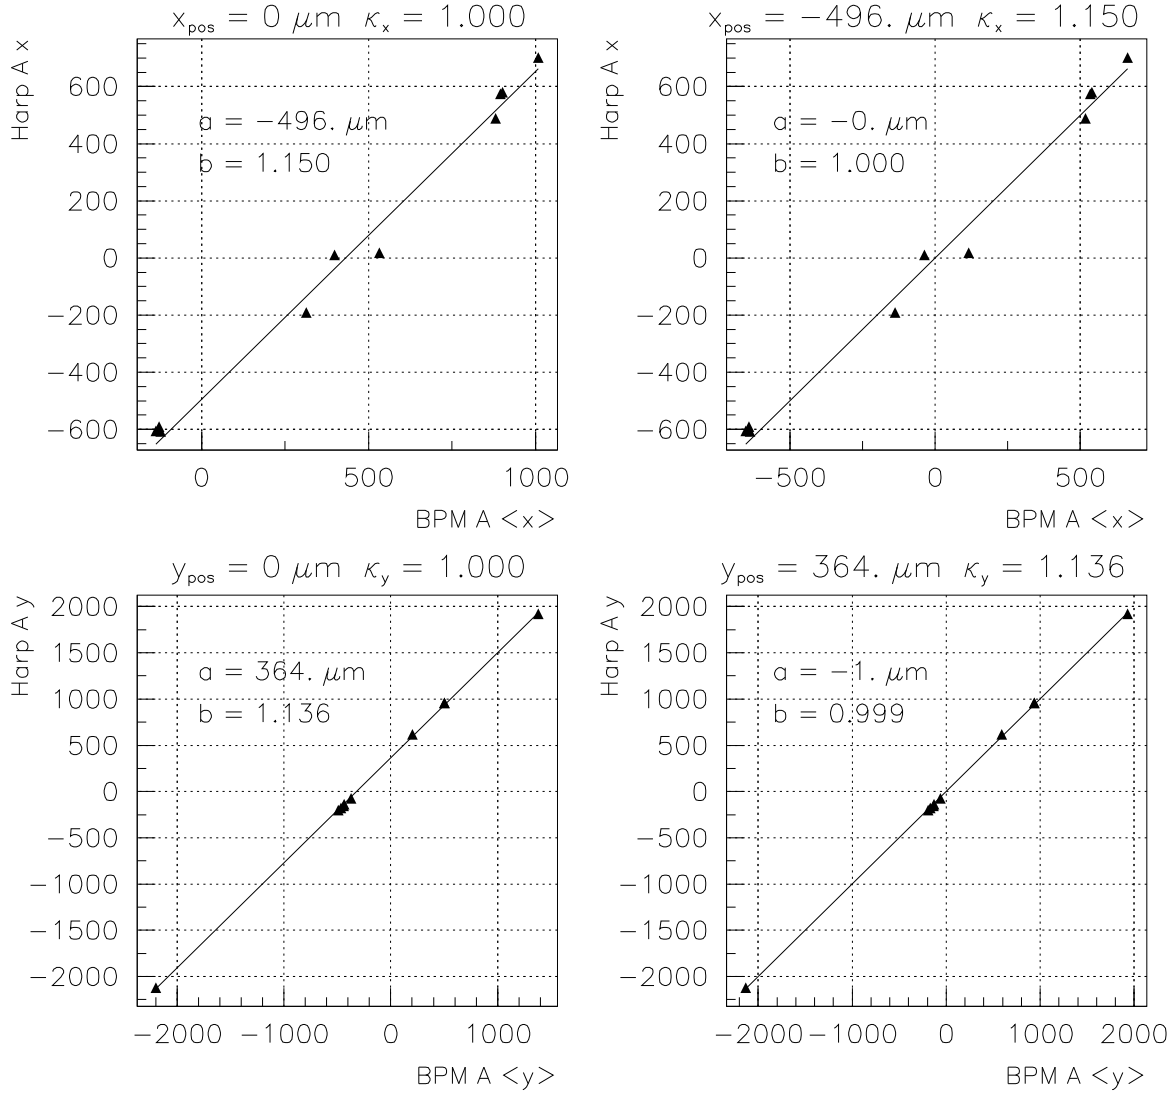 x_pos = 0 μm κ_x = 1.000
Harp A x
600
400
200
0
−200
−400
−600
a = −496. μm
b = 1.150
0 500 1000
BPM A <x>
x_pos = −496. μm κ_x = 1.150
Harp A x
600
400
200
0
−200
−400
−600
a = −0. μm
b = 1.000
−500 0 500
BPM A <x>
y_pos = 0 μm κ_y = 1.000
Harp A y
2000
1500
1000
500
0
−500
−1000
−1500
−2000
a = 364. μm
b = 1.136
−2000 −1000 0 1000
BPM A <y>
y_pos = 364. μm κ_y = 1.136
Harp A y
2000
1500
1000
500
0
−500
−1000
−1500
−2000
a = −1. μm
b = 0.999
−2000 −1000 0 1000 2000
BPM A <y>